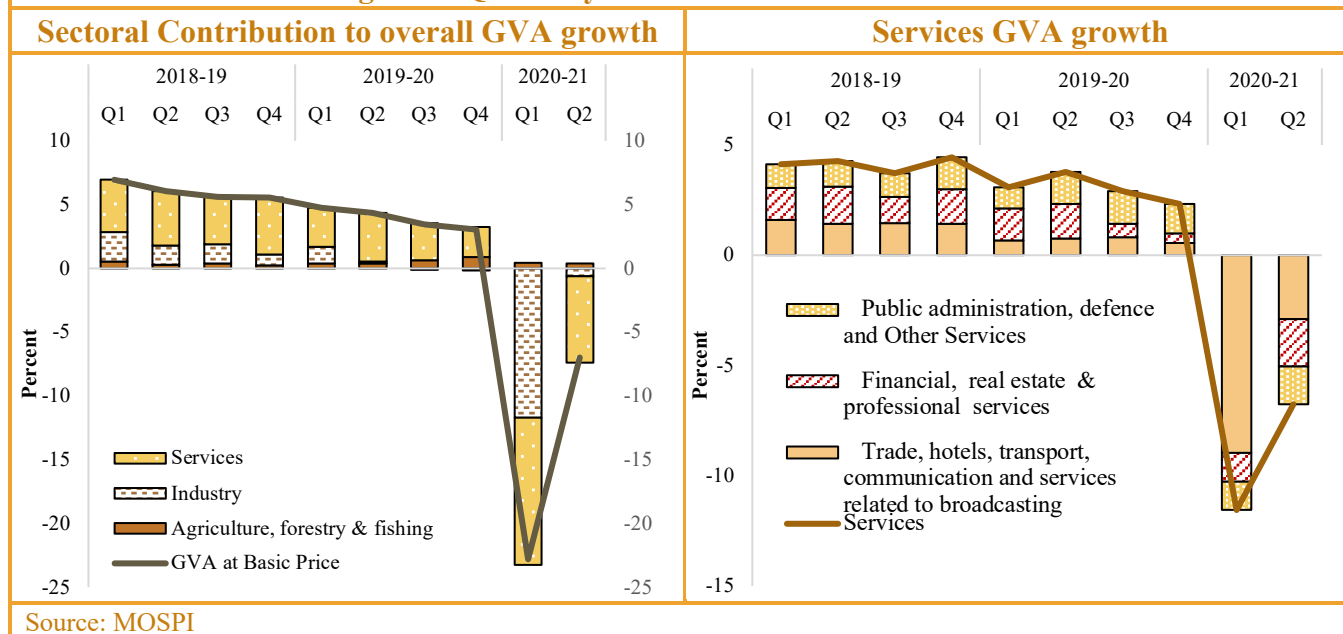 Sectoral Contribution to overall GVA growth
Services GVA growth
2018-19 2019-20 2020-21
Q1 Q2 Q3 Q4 Q1 Q2 Q3 Q4 Q1 Q2
10 10
5 5
0 0
-5 -5
-10 -10
-15 -15
-20 -20
-25 -25
Percent
Services
Industry
Agriculture, forestry & fishing
GVA at Basic Price
2018-19 2019-20 2020-21
Q1 Q2 Q3 Q4 Q1 Q2 Q3 Q4 Q1 Q2
5
0
-5
-10
-15
Percent
Public administration, defence
and Other Services
Financial, real estate &
professional services
Trade, hotels, transport,
communication and services
related to broadcasting
Services
Source: MOSPI